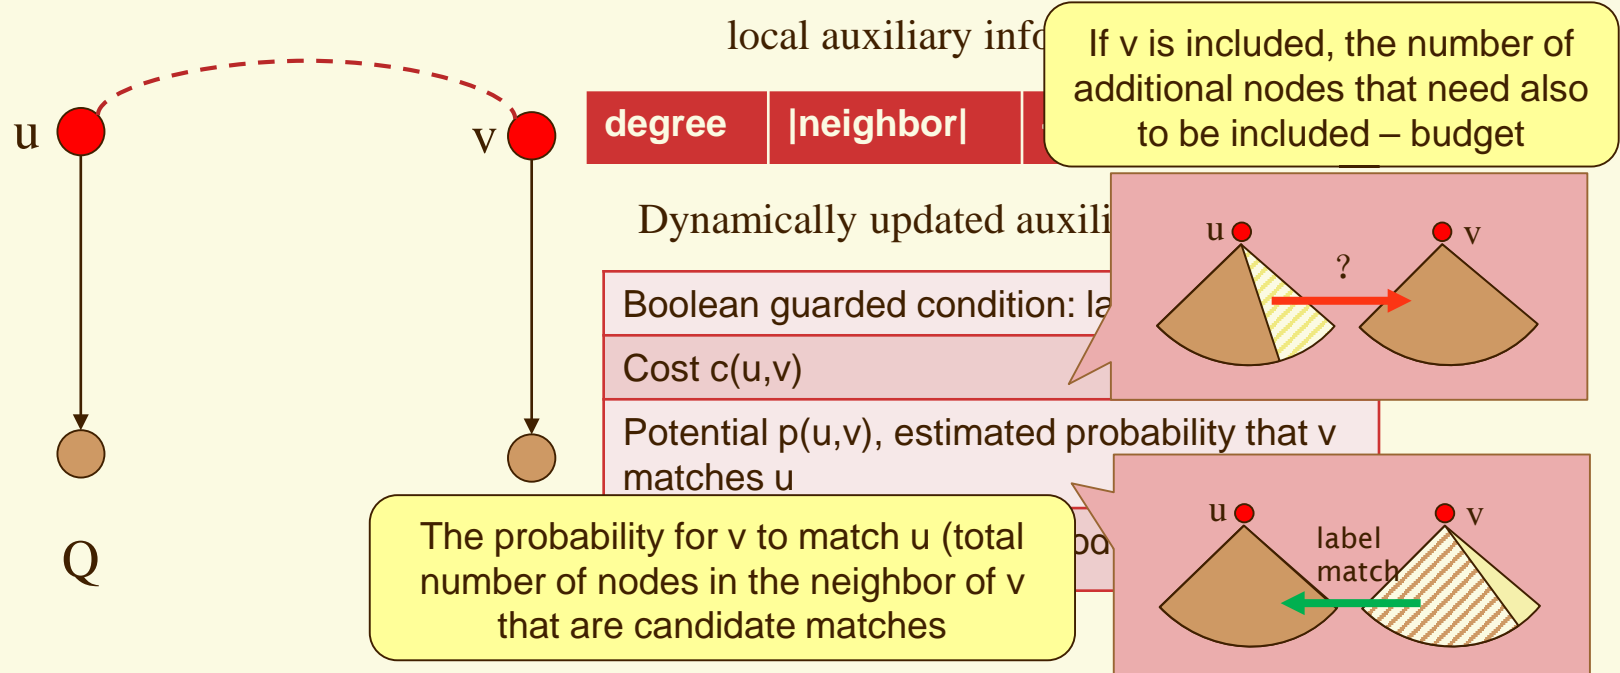 local auxiliary info
If v is included, the number of
additional nodes that need also
to be included – budget
u
v
degree |neighbor|
Dynamically updated auxili
u
v
?
Boolean guarded condition: la
Cost c(u,v)
Potential p(u,v), estimated probability that v
matches u
u
v
label
match
The probability for v to match u (total
number of nodes in the neighbor of v
that are candidate matches
Q